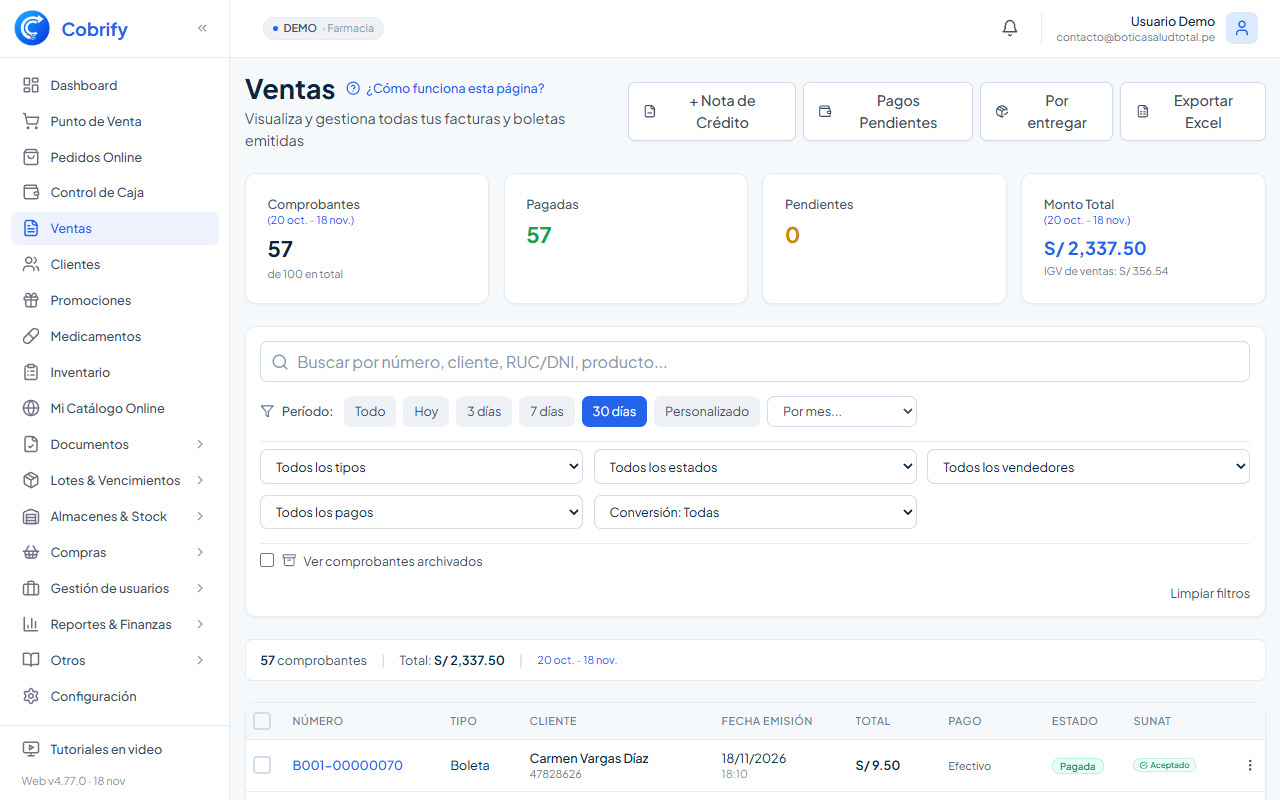 Cobrify
DEMO · Farmacia
Usuario Demo
contacto@boticasaludtotal.pe
Dashboard
Punto de Venta
Pedidos Online
Control de Caja
Ventas
Clientes
Promociones
Medicamentos
Inventario
Mi Catálogo Online
Documentos
Lotes & Vencimientos
Almacenes & Stock
Compras
Gestión de usuarios
Reportes & Finanzas
Otros
Configuración
Tutoriales en video
Web v4.77.0 · 18 nov
Ventas
¿Cómo funciona esta página?
Visualiza y gestiona todas tus facturas y boletas
emitidas
+ Nota de
Crédito
Pagos
Pendientes
Por
entregar
Exportar
Excel
Comprobantes
(20 oct. - 18 nov.)
57
de 100 en total
Pagadas
57
Pendientes
0
Monto Total
(20 oct. - 18 nov.)
S/ 2,337.50
IGV de ventas: S/ 356.54
Buscar por número, cliente, RUC/DNI, producto...
Período: Todo Hoy 3 días 7 días 30 días Personalizado Por mes...
Todos los tipos Todos los estados Todos los vendedores
Todos los pagos Conversión: Todas
Ver comprobantes archivados
Limpiar filtros
57 comprobantes | Total: S/ 2,337.50 | 20 oct. - 18 nov.
NÚMERO TIPO CLIENTE FECHA EMISIÓN TOTAL PAGO ESTADO SUNAT
B001-00000070 Boleta Carmen Vargas Díaz 18/11/2026 S/ 9.50 Efectivo Pagada Aceptado
47828626 18:10